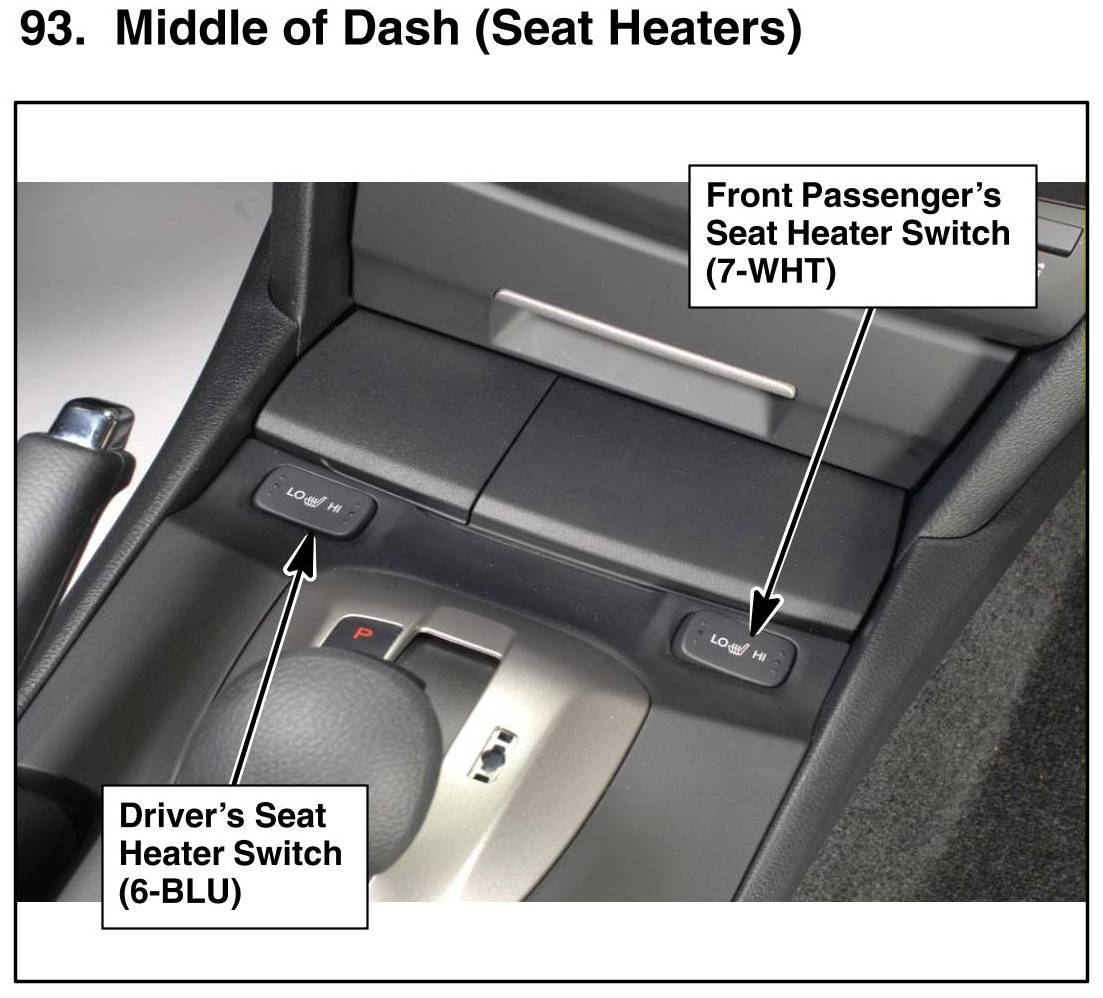 93. Middle of Dash (Seat Heaters)
Front Passenger’s
Seat Heater Switch
(7-WHT)
LO HI
P
LO HI
Driver’s Seat
Heater Switch
(6-BLU)